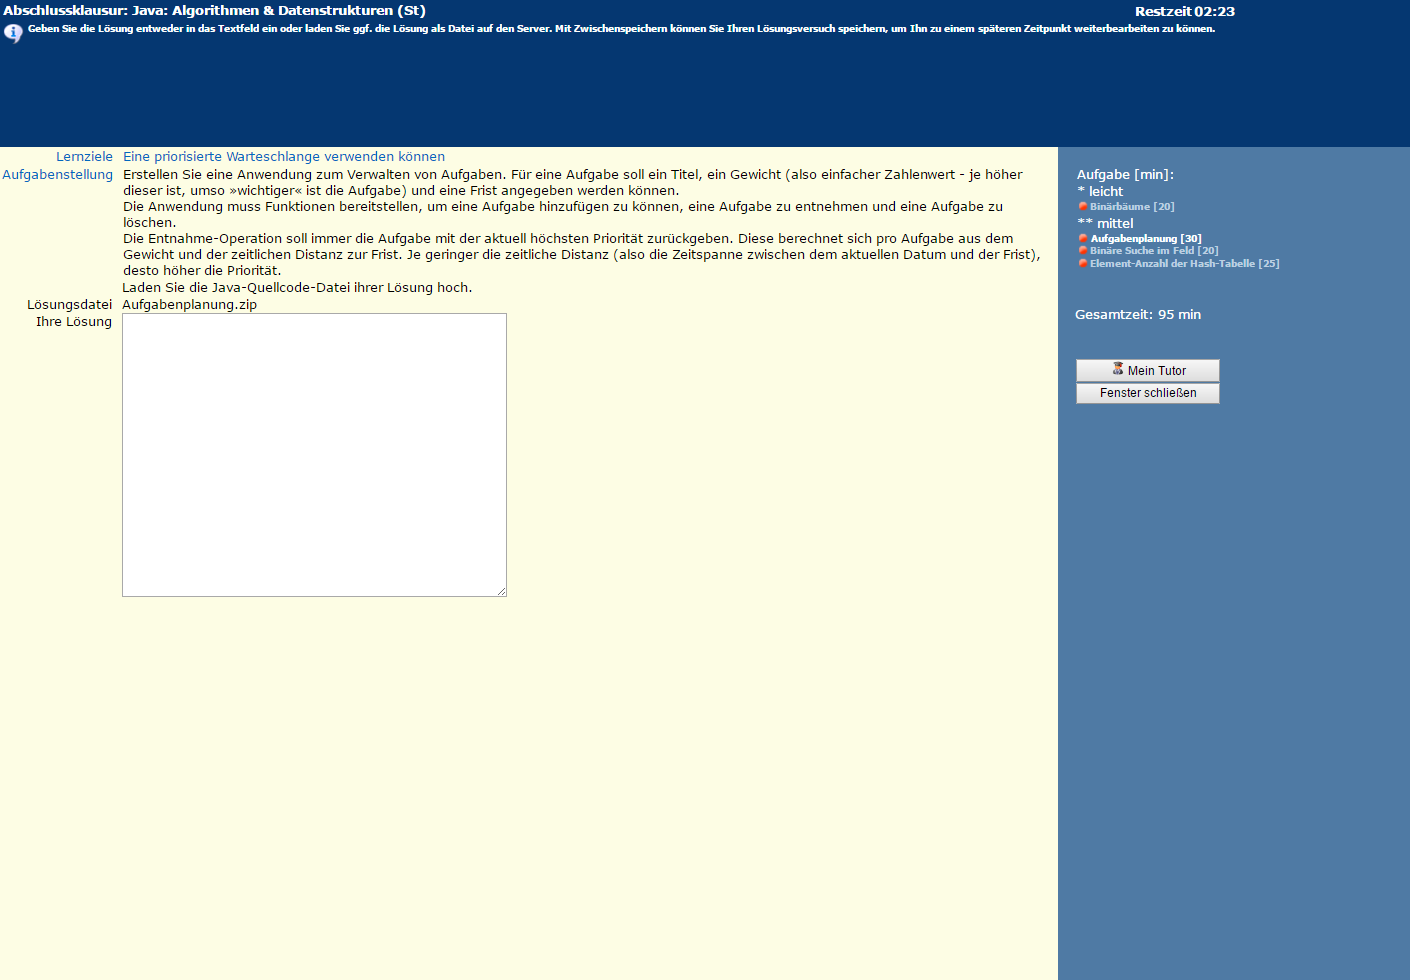 Abschlussklausur: Java: Algorithmen & Datenstrukturen (St)
Restzeit 02:23
Geben Sie die Lösung entweder in das Textfeld ein oder laden Sie ggf. die Lösung als Datei auf den Server. Mit Zwischenspeichern können Sie Ihren Lösungsversuch speichern, um Ihn zu einem späteren Zeitpunkt weiterbearbeiten zu können.
Lernziele Eine priorisierte Warteschlange verwenden können
Aufgabenstellung Erstellen Sie eine Anwendung zum Verwalten von Aufgaben. Für eine Aufgabe soll ein Titel, ein Gewicht (also einfacher Zahlenwert - je höher
dieser ist, umso »wichtiger« ist die Aufgabe) und eine Frist angegeben werden können.
Die Anwendung muss Funktionen bereitstellen, um eine Aufgabe hinzufügen zu können, eine Aufgabe zu entnehmen und eine Aufgabe zu
löschen.
Die Entnahme-Operation soll immer die Aufgabe mit der aktuell höchsten Priorität zurückgeben. Diese berechnet sich pro Aufgabe aus dem
Gewicht und der zeitlichen Distanz zur Frist. Je geringer die zeitliche Distanz (also die Zeitspanne zwischen dem aktuellen Datum und der Frist),
desto höher die Priorität.
Laden Sie die Java-Quellcode-Datei ihrer Lösung hoch.
Lösungsdatei Aufgabenplanung.zip
Ihre Lösung
Aufgabe [min]:
* leicht
Binärbäume [20]
** mittel
Aufgabenplanung [30]
Binäre Suche im Feld [20]
Element-Anzahl der Hash-Tabelle [25]
Gesamtzeit: 95 min
Mein Tutor
Fenster schließen